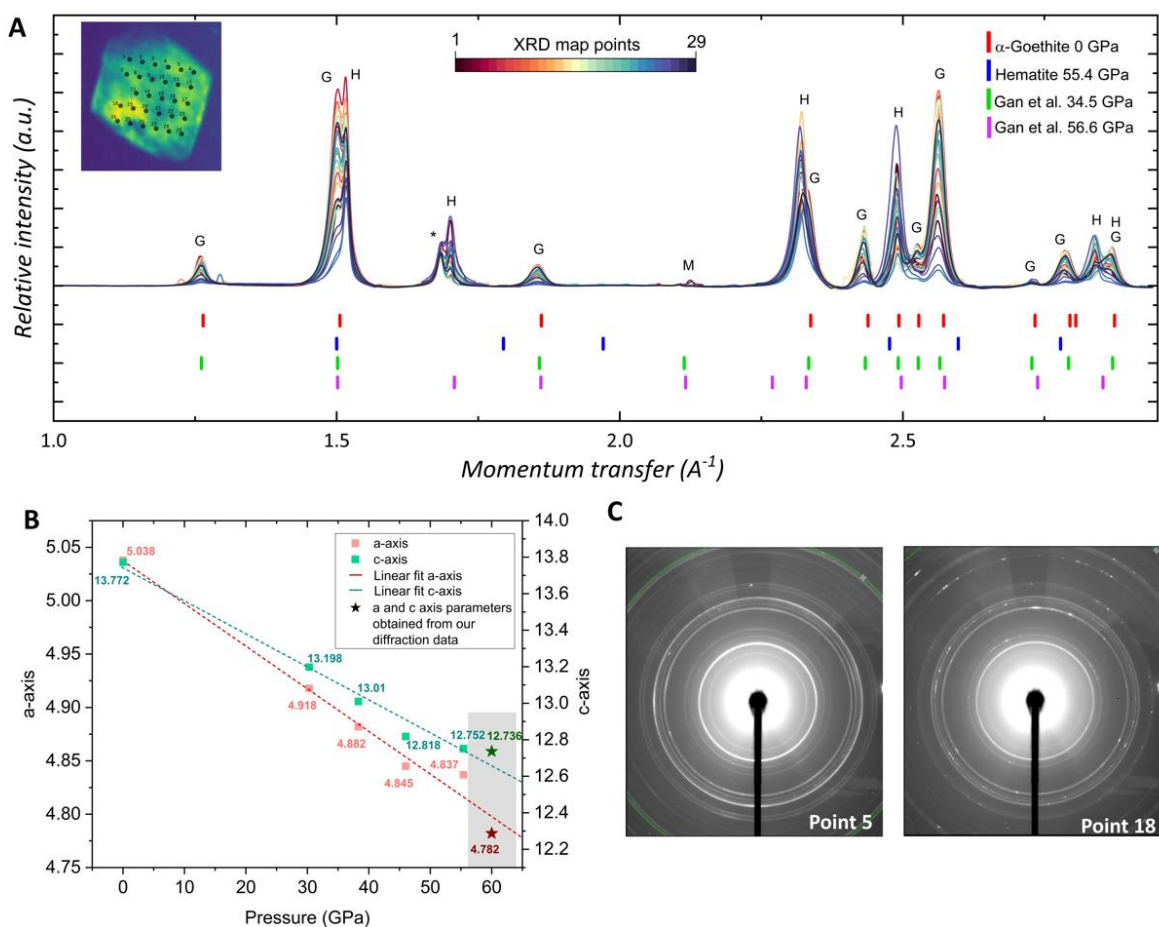 A
XRD map points
1
29
α-Goethite 0 GPa
Hematite 55.4 gpa
Gan et al. 34.5 GPa
Gan et al. 56.6 GPa
Relative intensity (a.u.)
G
G
H
*
H
G
M
H
G
G
H
G
G
G
G
H
H
G
1.0
1.5
2.0
2.5
Momentum transfer (A⁻¹)
B
a-axis
c-axis
Linear fit a-axis
Linear fit c-axis
a and c axis parameters
obtained from our
diffraction data
5.038
13.772
13.198
4.918
13.01
4.882
12.818
4.845
12.752
4.837
12.736
4.782
a-axis
5.05
5.00
4.95
4.90
4.85
4.80
4.75
c-axis
14.0
13.8
13.6
13.4
13.2
13.0
12.8
12.6
12.4
12.2
0
10
20
30
40
50
60
Pressure (GPa)
C
Point 5
Point 18